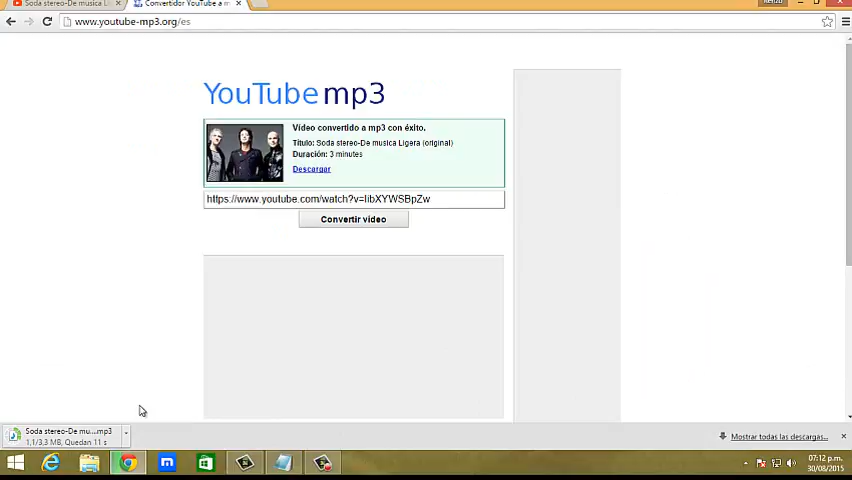 Soda stereo-De musica Li
Convertidor YouTube a m
www.youtube-mp3.org/es
YouTube mp3
Vídeo convertido a mp3 con éxito.
Título: Soda stereo-De musica Ligera (original)
Duración: 3 minutes
Descargar
https://www.youtube.com/watch?v=IibXYWSBpZw
Convertir video
Soda stereo-De mu....mp3
1,1/3,3 MB, Quedan 11 s
Mostrar todas las descargas...
07:12 p.m.
30/08/2015